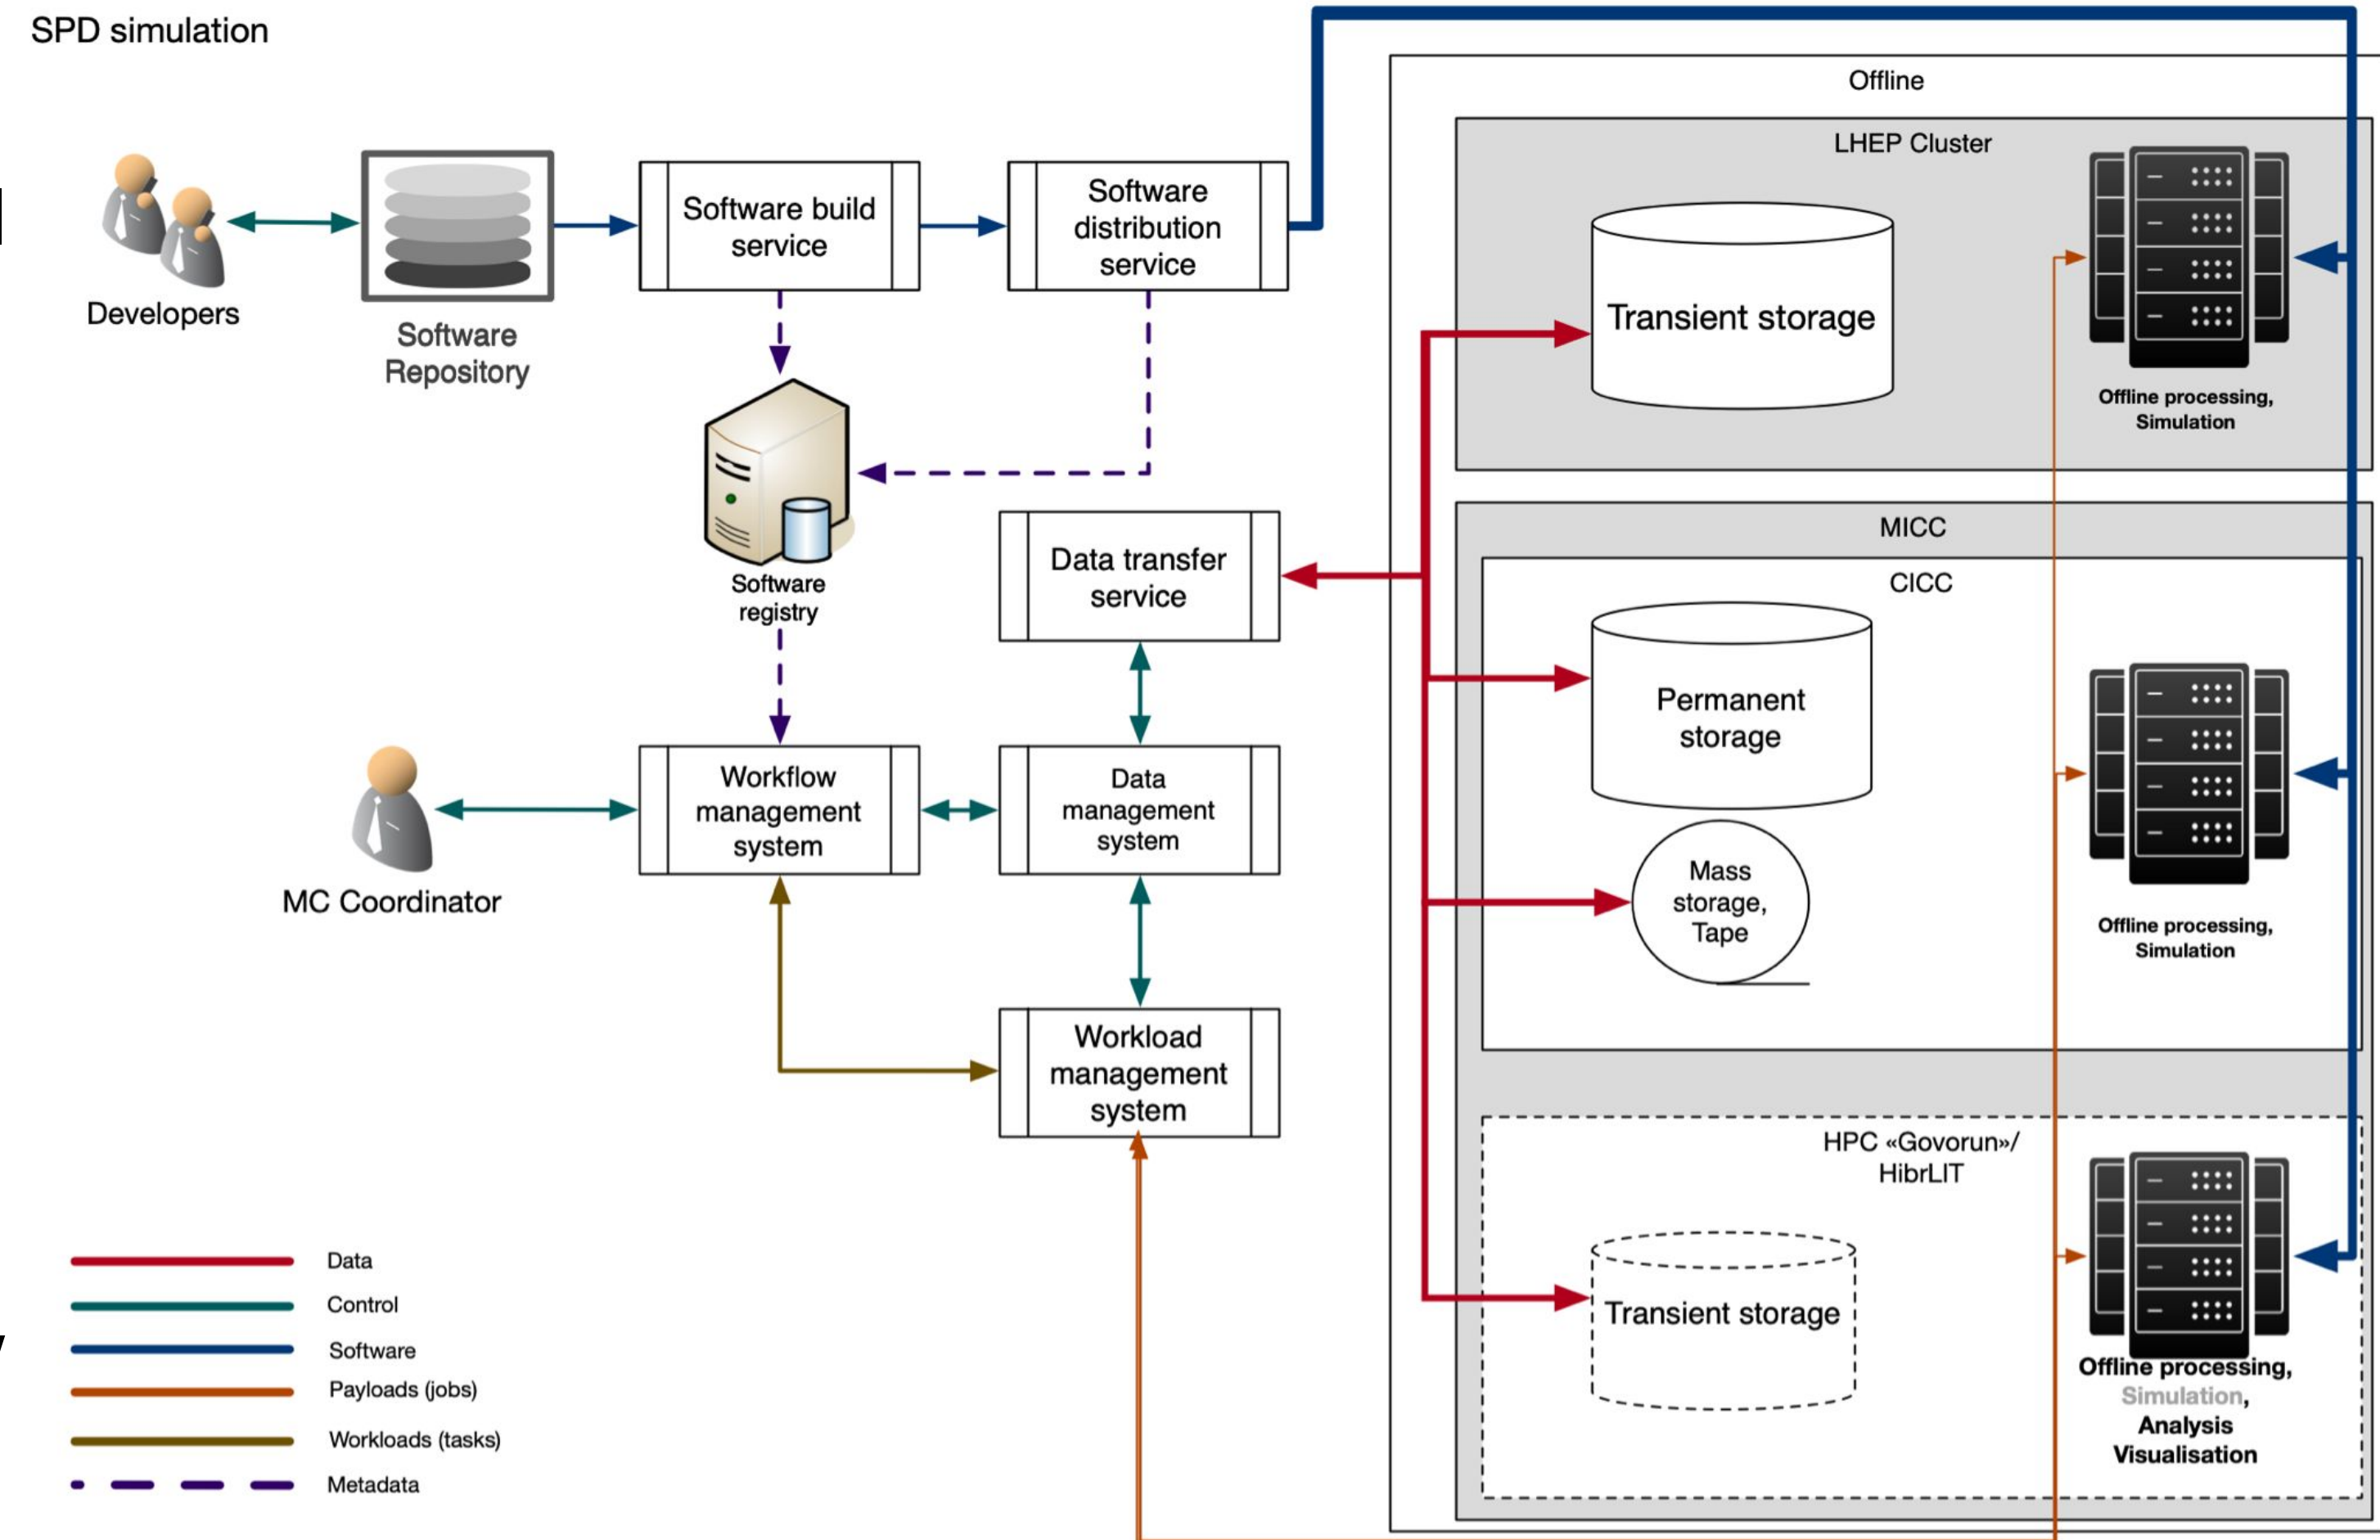 SPD simulation
Offline
LHEP Cluster
Transient storage
Offline processing,
Simulation
Developers
Software
Repository
Software build
service
Software
distribution
service
Software
registry
Data transfer
service
MICC
CICC
Permanent
storage
Mass
storage,
Tape
Offline processing,
Simulation
MC Coordinator
Workflow
management
system
Data
management
system
Workload
management
system
HPC «Govorun»/
HibrLIT
Transient storage
Offline processing,
Simulation,
Analysis
Visualisation
Data
Control
Software
Payloads (jobs)
Workloads (tasks)
Metadata